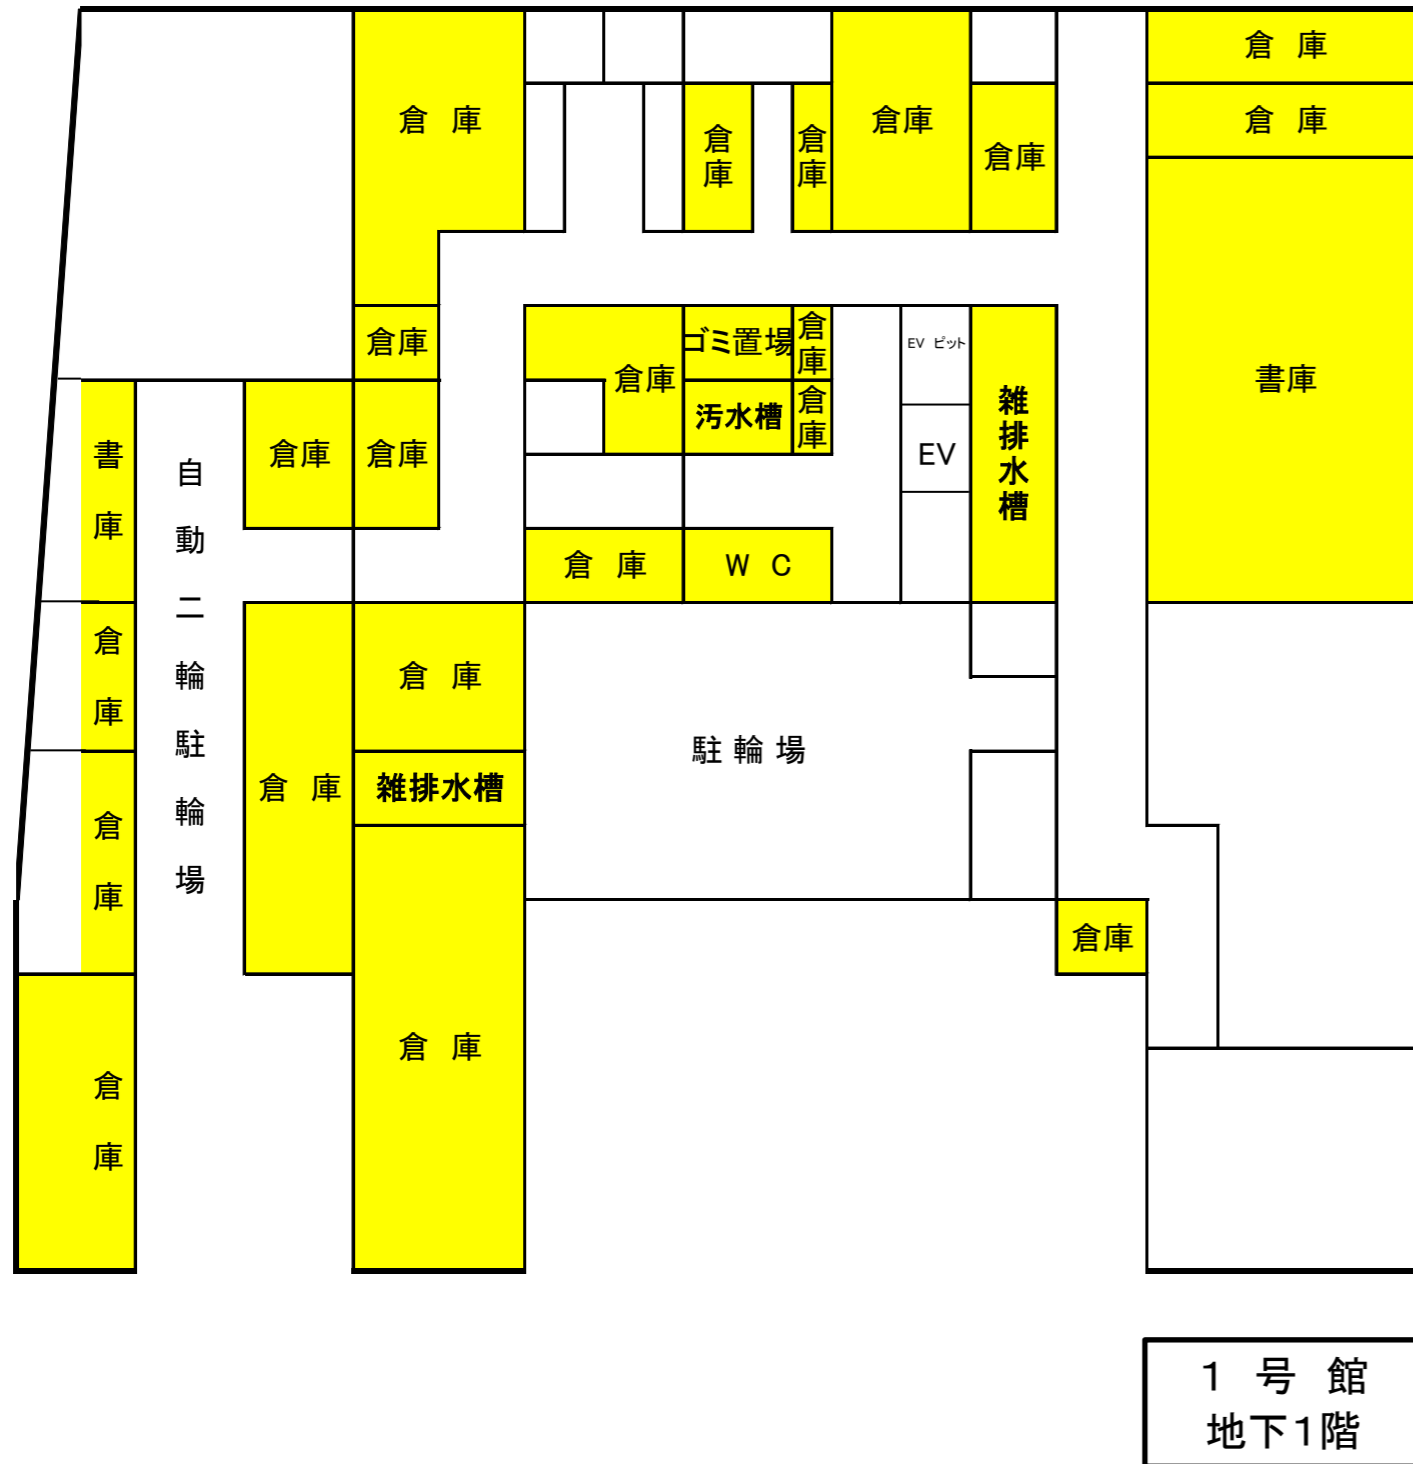 倉 庫
倉 庫
倉庫
倉庫
倉庫
倉庫
倉 庫
倉 庫
書庫
倉庫
倉庫
ゴミ置場
倉庫
EV ピット
汚水槽
倉庫
EV
雑排水槽
書庫
自動二輪駐輪場
倉庫
倉庫
倉 庫
W C
倉庫
倉 庫
倉 庫
雑排水槽
駐輪場
倉庫
倉庫
倉 庫
倉庫
1 号 館
地下1階